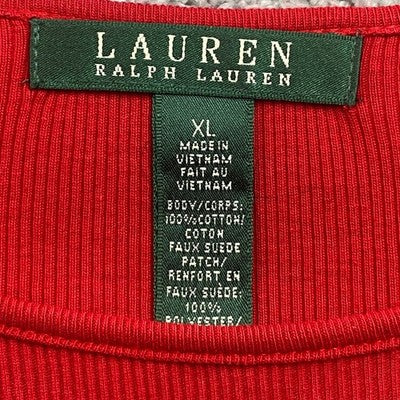 LAUREN
RALPH LAUREN
XL
MADE IN
VIETNAM
FAIT AU
VIETNAM
BODY/CORPS:
100%COTTON/
COTON
FAUX SUEDE
PATCH/
RENFORT EN
FAUX SUÈDE:
100%
POLYESTER/